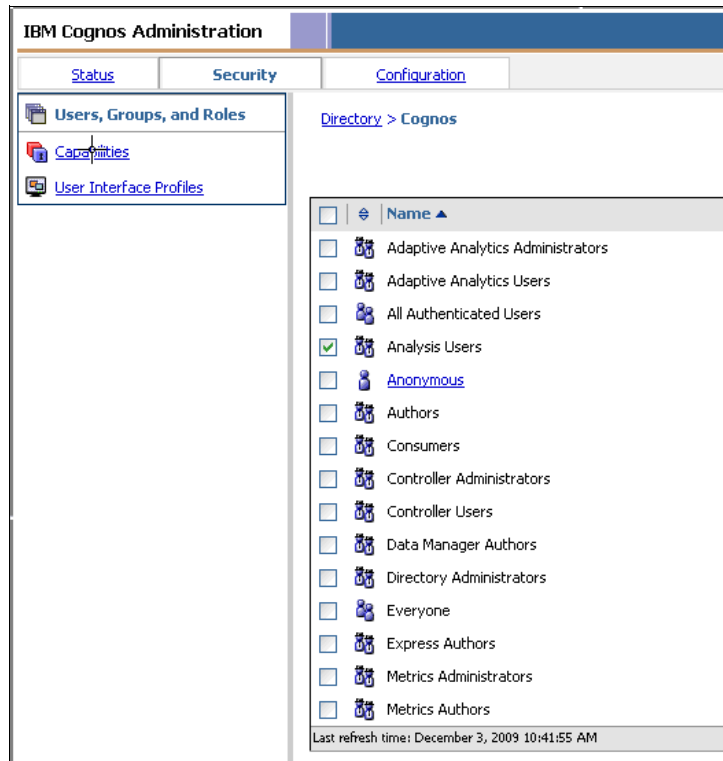 IBM Cognos Administration
Status
Security
Configuration
Users, Groups, and Roles
Capabilities
User Interface Profiles
Directory > Cognos
Name
Adaptive Analytics Administrators
Adaptive Analytics Users
All Authenticated Users
Analysis Users
Anonymous
Authors
Consumers
Controller Administrators
Controller Users
Data Manager Authors
Directory Administrators
Everyone
Express Authors
Metrics Administrators
Metrics Authors
Last refresh time: December 3, 2009 10:41:55 AM